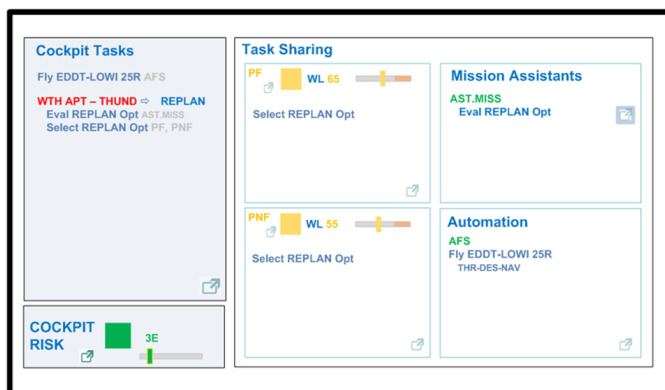 Cockpit Tasks
Fly EDDT-LOWI 25R AFS
WTH APT – THUND ⇨ REPLAN
Eval REPLAN Opt AST.MISS
Select REPLAN Opt PF, PNF
COCKPIT
RISK
3E
Task Sharing
PF
WL 65
Select REPLAN Opt
Mission Assistants
AST.MISS
Eval REPLAN Opt
PNF
WL 55
Select REPLAN Opt
Automation
AFS
Fly EDDT-LOWI 25R
THR-DES-NAV